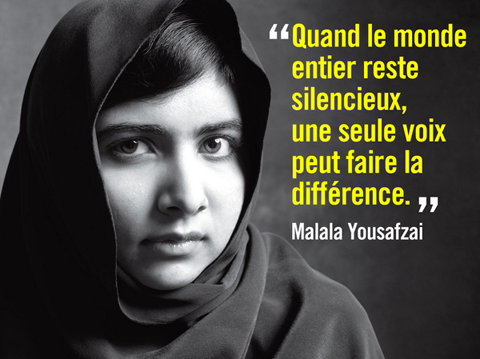 “Quand le monde
entier reste
silencieux,
une seule voix
peut faire la
différence.”
Malala Yousafzai